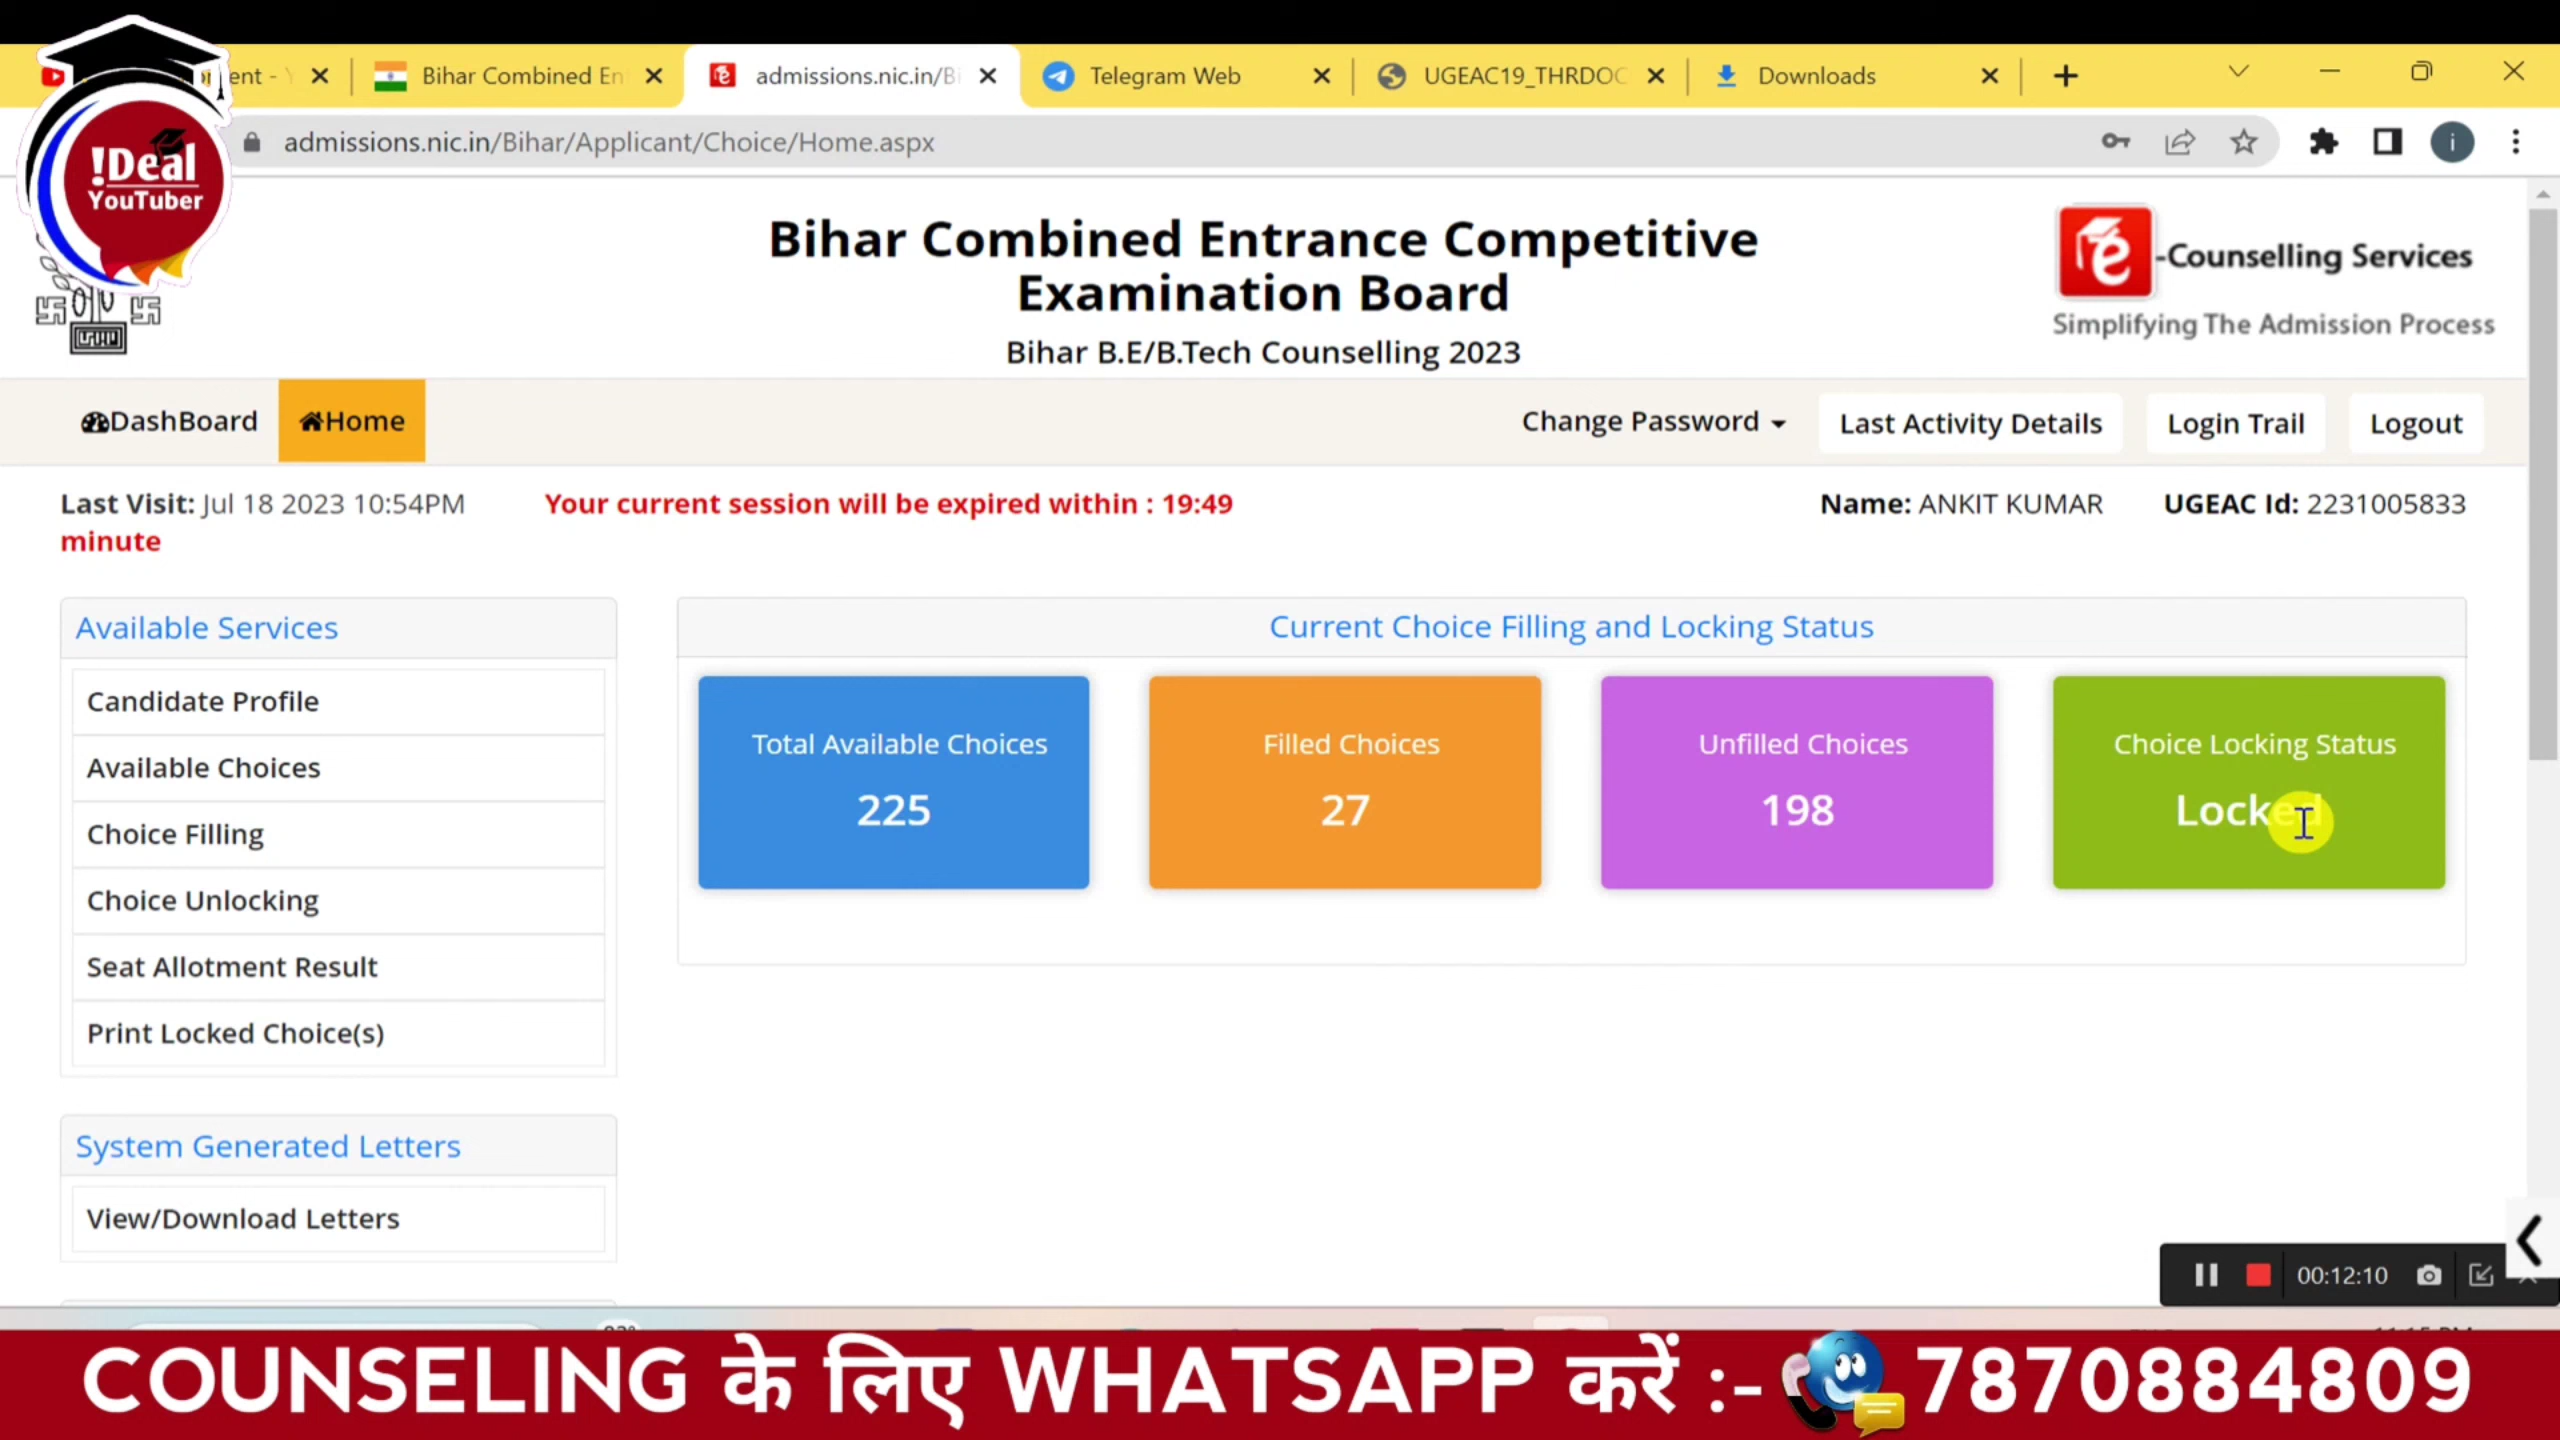 ent -
Bihar Combined En
admissions.nic.in/Bi
Telegram Web
UGEAC19_THRDOC
Downloads
admissions.nic.in/Bihar/Applicant/Choice/Home.aspx
i
!Deal
YouTuber
Bihar Combined Entrance Competitive
Examination Board
Bihar B.E/B.Tech Counselling 2023
e-Counselling Services
Simplifying The Admission Process
DashBoard
Home
Change Password
Last Activity Details
Login Trail
Logout
Last Visit: Jul 18 2023 10:54PM
Your current session will be expired within : 19:49
minute
Name: ANKIT KUMAR
UGEAC Id: 2231005833
Available Services
Candidate Profile
Available Choices
Choice Filling
Choice Unlocking
Seat Allotment Result
Print Locked Choice(s)
System Generated Letters
View/Download Letters
Current Choice Filling and Locking Status
Total Available Choices
225
Filled Choices
27
Unfilled Choices
198
Choice Locking Status
Locked
00:12:10
COUNSELING के लिए WHATSAPP करें :- 7870884809